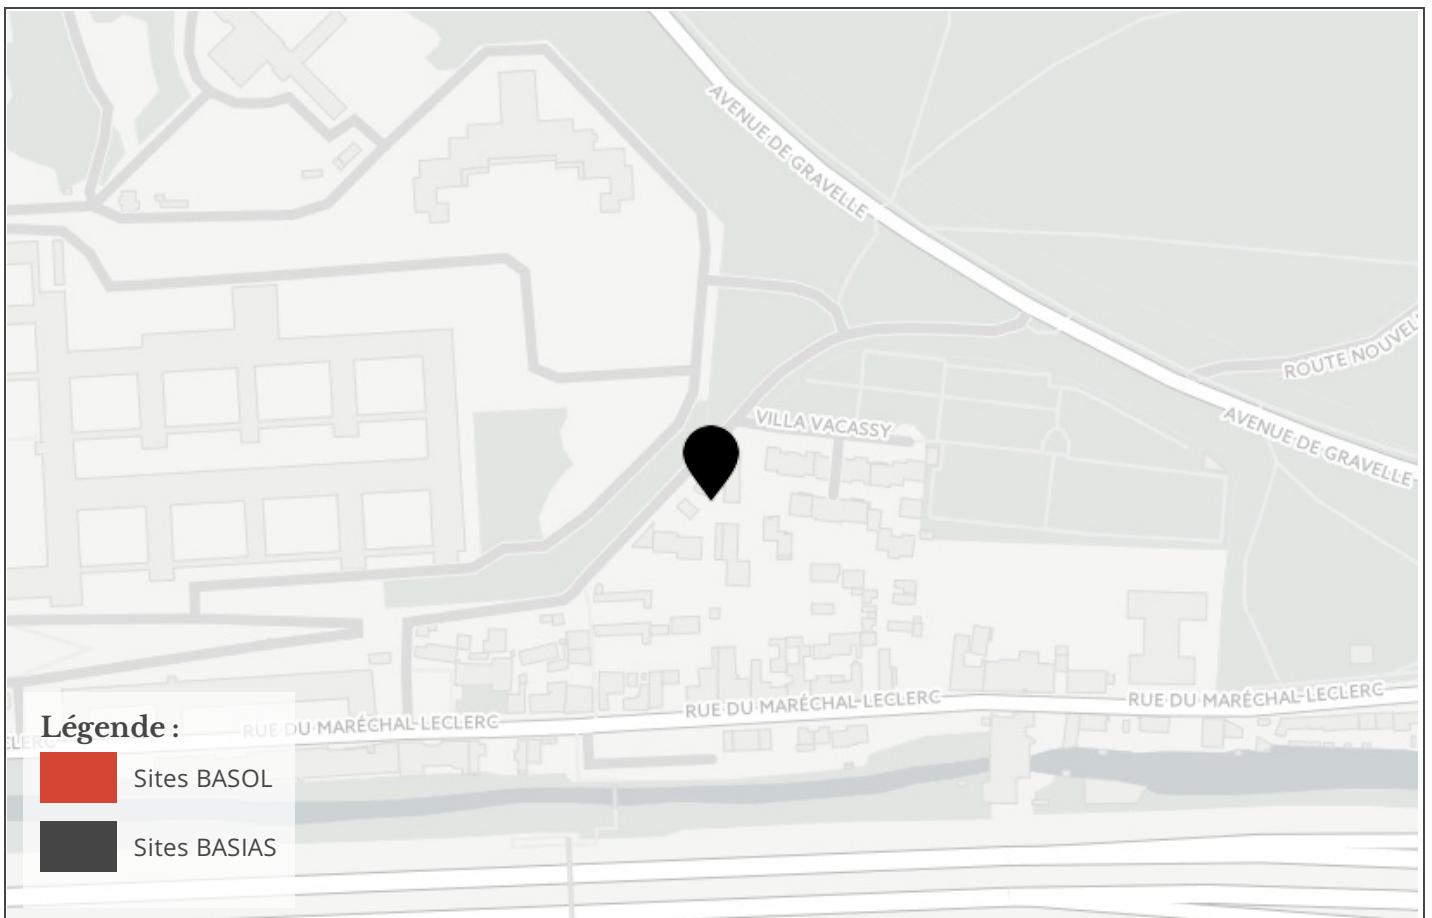 AVENUE DE GRAVELLE
ROUTE NOUVEL
AVENUE DE GRAVELLE
VILLA VACASSY
RUE DU MARÉCHAL-LECLERC
RUE DU MARÉCHAL-LECLERC
RUE DU MARÉCHAL-LECLERC
CLERC
Légende :
Sites BASOL
Sites BASIAS